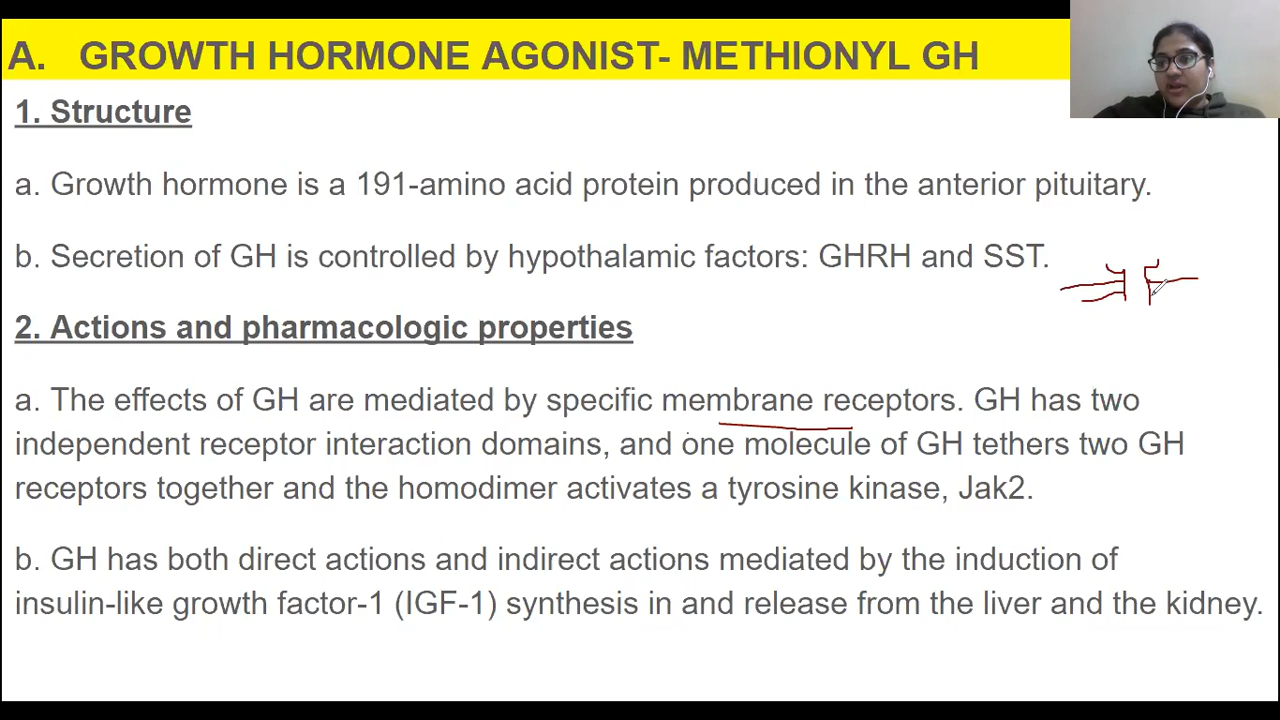 A. GROWTH HORMONE AGONIST- METHIONYL GH
1. Structure
a. Growth hormone is a 191-amino acid protein produced in the anterior pituitary.
b. Secretion of GH is controlled by hypothalamic factors: GHRH and SST.
2. Actions and pharmacologic properties
a. The effects of GH are mediated by specific membrane receptors. GH has two
independent receptor interaction domains, and one molecule of GH tethers two GH
receptors together and the homodimer activates a tyrosine kinase, Jak2.
b. GH has both direct actions and indirect actions mediated by the induction of
insulin-like growth factor-1 (IGF-1) synthesis in and release from the liver and the kidney.